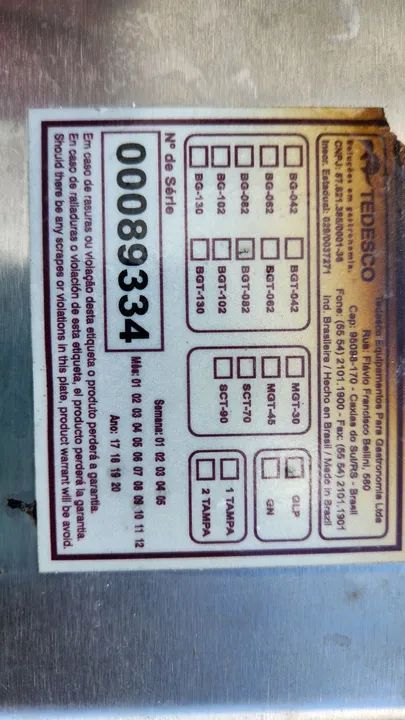 TEDESCO
Soluções em gastronomia.
CNPJ: 87.821.385/0001-38
Inscr. Estadual: 029/0037271
Tedesco Equipamentos Para Gastronomia Ltda
Rua: Flávio Francisco Bellini, 580
Cep: 95098-170 - Caxias do Sul/RS - Brasil
Fone: (55 54) 2101.1900 - Fax: (55 54) 2101.1901
Ind. Brasileira / Hecho en Brasil / Made in Brazil
BG-042 BGT-042 MGT-30 GLP
BG-062 BGT-062 MGT-45 GN
BG-082 BGT-082 SCT-70 1 TAMPA
BG-102 BGT-102 SCT-90 2 TAMPA
BG-130 BGT-130
Nº de Série
00089334
Semana: 01 02 03 04 05
Mês: 01 02 03 04 05 06 07 08 09 10 11 12
Ano: 17 18 19 20
Em caso de rasuras ou violação desta etiqueta o produto perderá a garantia.
En caso de ralladuras o violación de esta etiqueta, el producto perderá la garantia.
Should there be any scrapes or violations in this plate, product warrant will be avoid.